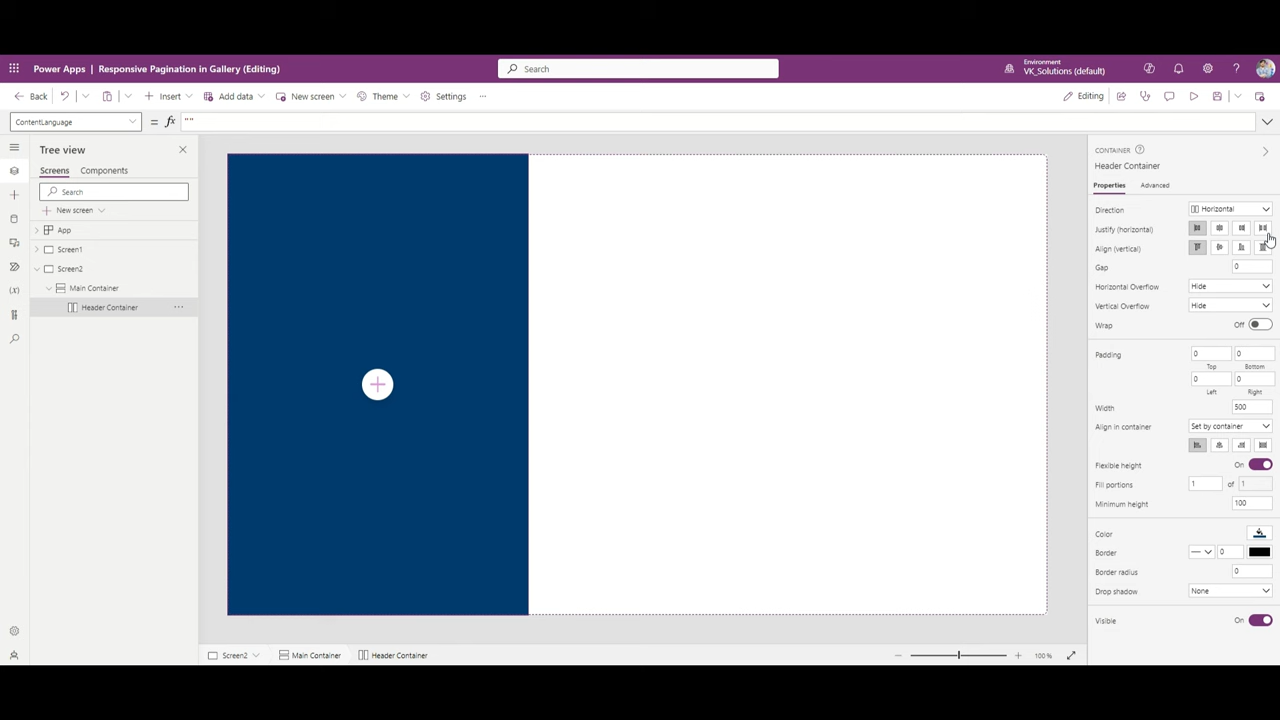 Power Apps | Responsive Pagination in Gallery (Editing)
Search
Environment
VK_Solutions (default)
Back
Insert
Add data
New screen
Theme
Settings
Editing
ContentLanguage
= fx ""
Tree view
Screens
Components
Search
New screen
App
Screen1
Screen2
Main Container
Header Container
CONTAINER
Header Container
Properties
Advanced
Direction
Horizontal
Justify (horizontal)
Align (vertical)
Gap
0
Horizontal Overflow
Hide
Vertical Overflow
Hide
Wrap
Off
Padding
0
0
Top
Bottom
0
0
Left
Right
Width
500
Align in container
Set by container
Flexible height
On
Fill portions
1 of 1
Minimum height
100
Color
Border
0
Border radius
0
Drop shadow
None
Visible
On
Screen2
Main Container
Header Container
100 %